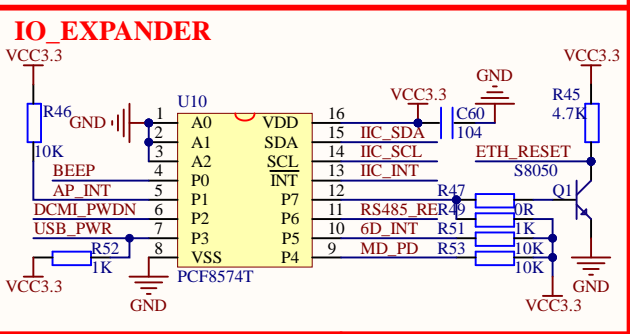 IO_EXPANDER
VCC3.3
R46
10K
GND
U10
1 A0 VDD 16
2 A1 SDA 15 IIC_SDA
3 A2 SCL 14 IIC_SCL
BEEP 4 P0 INT 13 IIC_INT
AP_INT 5 P1 P7 12
DCMI_PWDN 6 P2 P6 11 RS485_RE
USB_PWR 7 P3 P5 10 6D_INT
8 VSS P4 9 MD_PD
PCF8574T
R52
1K
VCC3.3
GND
VCC3.3
C60
104
GND
VCC3.3
R45
4.7K
ETH_RESET
S8050
Q1
R47
0R
R49
1K
R51
10K
R53
10K
VCC3.3
GND